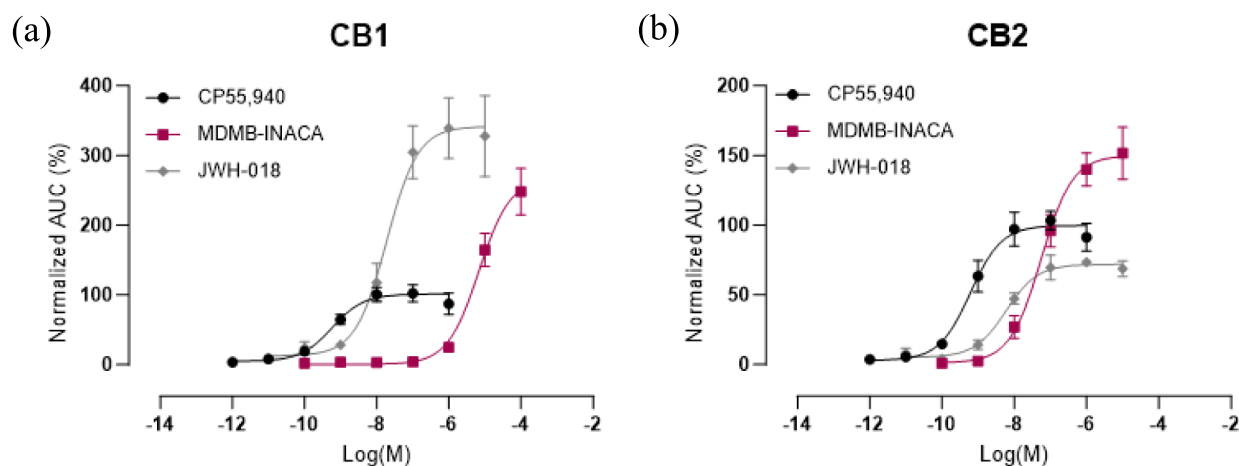 (a)
CB1
400
300
200
100
0
Normalized AUC (%)
CP55,940
MDMB-INACA
JWH-018
-14
-12
-10
-8
-6
-4
-2
Log(M)
(b)
CB2
200
150
100
50
0
Normalized AUC (%)
CP55,940
MDMB-INACA
JWH-018
-14
-12
-10
-8
-6
-4
-2
Log(M)